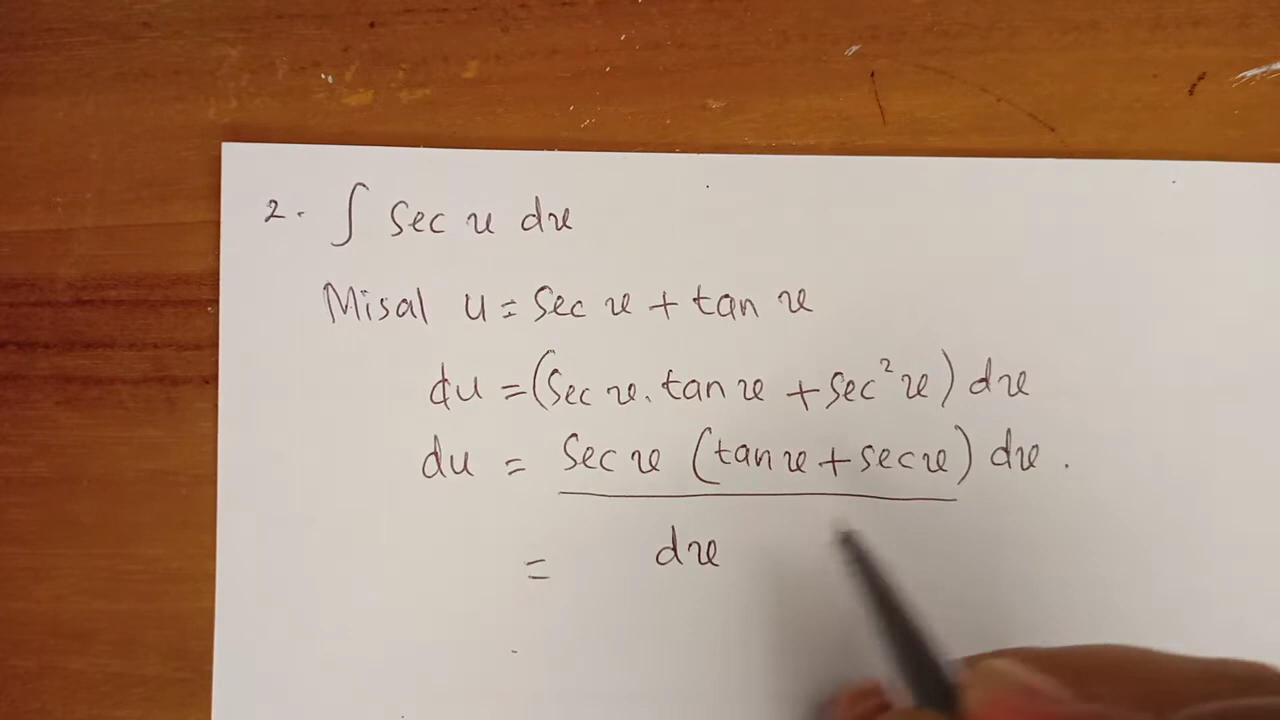 2. ∫ sec x dx
Misal u = sec x + tan x
du = (sec x . tan x + sec² x) dx
du = sec x (tan x + sec x) dx .
= dx